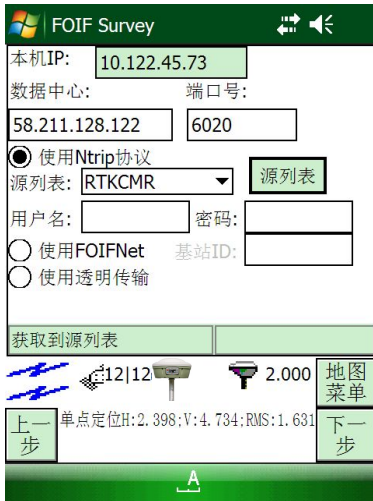 FOIF Survey
本机IP: 10.122.45.73
数据中心: 端口号:
58.211.128.122 6020
使用Ntrip协议
源列表: RTKCMR 源列表
用户名: 密码:
使用FOIFNet 基站ID:
使用透明传输
获取到源列表
12|12 2.000 地图菜单
上一步 单点定位H:2.398;V:4.734;RMS:1.631 下一步
A